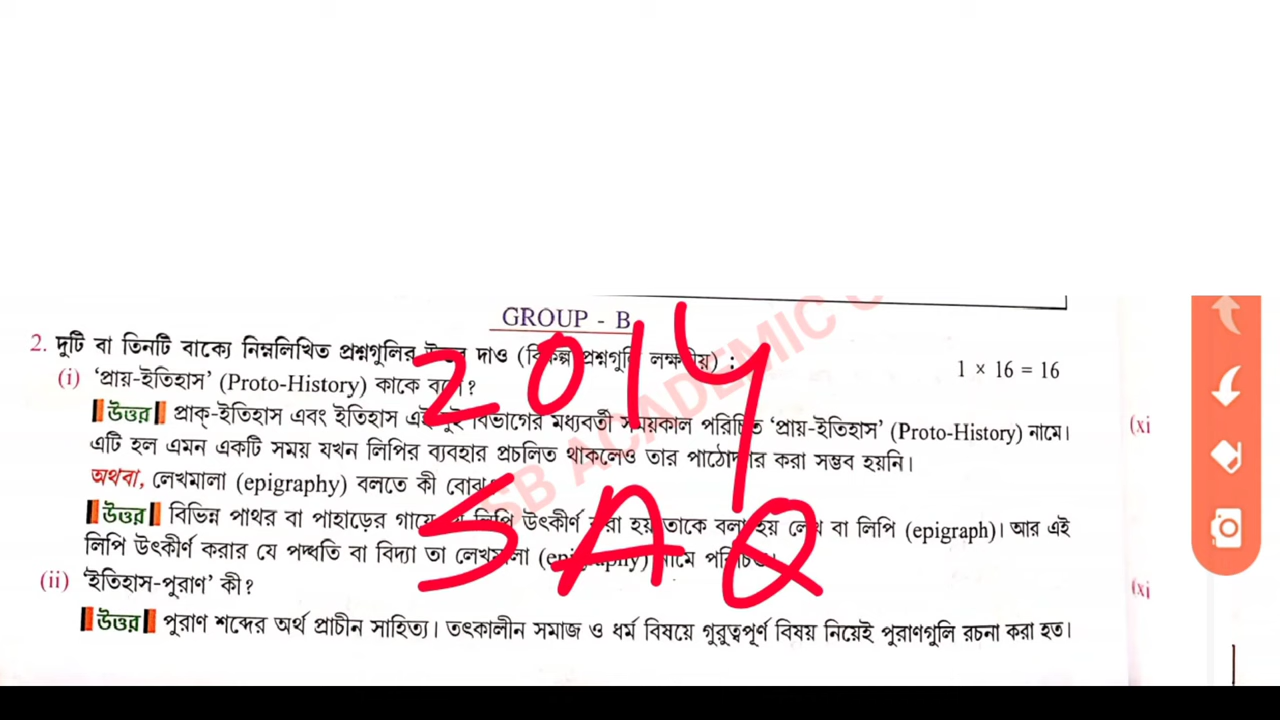 GROUP - B
2. দুটি বা তিনটি বাক্যে নিম্নলিখিত প্রশ্নগুলির উত্তর দাও (বিকল্প প্রশ্নগুলি লক্ষণীয়) : 1 × 16 = 16
(i) ‘প্রায়-ইতিহাস’ (Proto-History) কাকে বলে?
উত্তর প্রাক্-ইতিহাস এবং ইতিহাস এই দুই বিভাগের মধ্যবর্তী সময়কাল পরিচিত ‘প্রায়-ইতিহাস’ (Proto-History) নামে।
এটি হল এমন একটি সময় যখন লিপির ব্যবহার প্রচলিত থাকলেও তার পাঠোদ্ধার করা সম্ভব হয়নি।
অথবা, লেখমালা (epigraphy) বলতে কী বোঝ
উত্তর বিভিন্ন পাথর বা পাহাড়ের গায়ে লিপি উৎকীর্ণ করা হয় তাকে বলা হয় লেখ বা লিপি (epigraph)। আর এই
লিপি উৎকীর্ণ করার যে পদ্ধতি বা বিদ্যা তা লেখমালা (epigraphy) নামে পরিচিত।
(ii) ‘ইতিহাস-পুরাণ’ কী?
উত্তর পুরাণ শব্দের অর্থ প্রাচীন সাহিত্য। তৎকালীন সমাজ ও ধর্ম বিষয়ে গুরুত্বপূর্ণ বিষয় নিয়েই পুরাণগুলি রচনা করা হত।
2014
SAQ
SB ACADEMIC
(xi
(xi